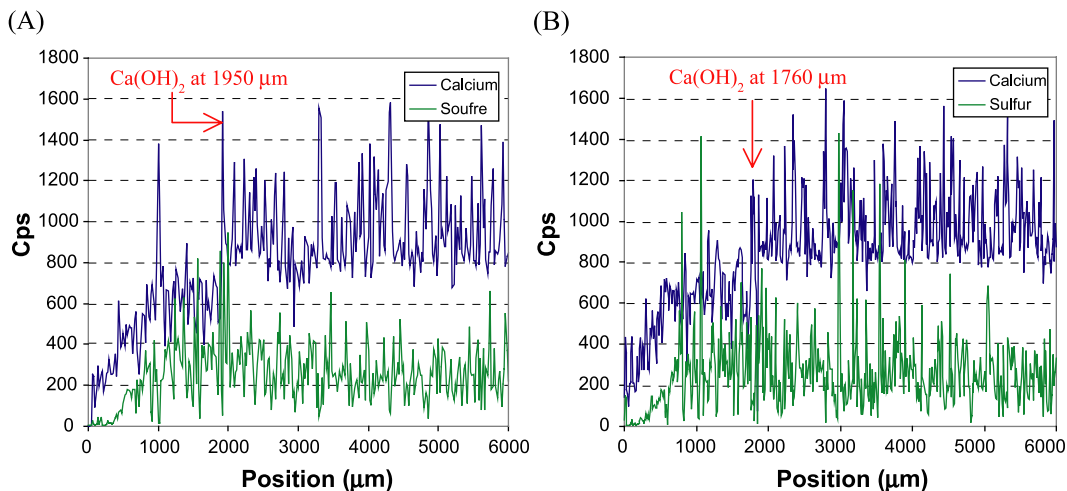 (A)
Cps
1800
1600
1400
1200
1000
800
600
400
200
0
Ca(OH)2 at 1950 μm
Calcium
Soufre
0 1000 2000 3000 4000 5000 6000
Position (μm)
(B)
Cps
1800
1600
1400
1200
1000
800
600
400
200
0
Ca(OH)2 at 1760 μm
Calcium
Sulfur
0 1000 2000 3000 4000 5000 6000
Position (μm)